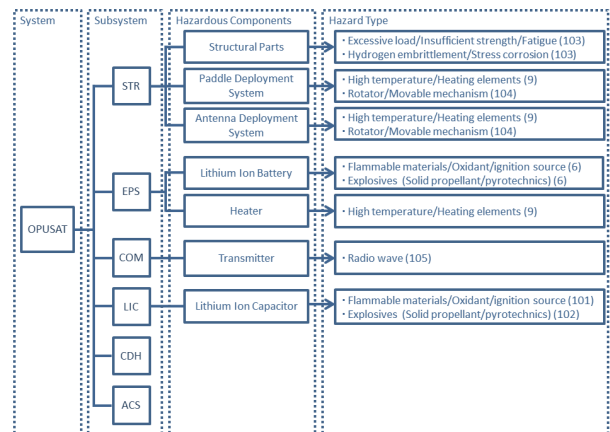 System
Subsystem
Hazardous Components
Hazard Type
OPUSAT
STR
Structural Parts
・Excessive load/Insufficient strength/Fatigue (103)
・Hydrogen embrittlement/Stress corrosion (103)
Paddle Deployment
System
・High temperature/Heating elements (9)
・Rotator/Movable mechanism (104)
Antenna Deployment
System
・High temperature/Heating elements (9)
・Rotator/Movable mechanism (104)
EPS
Lithium Ion Battery
・Flammable materials/Oxidant/ignition source (6)
・Explosives (Solid propellant/pyrotechnics) (6)
Heater
・High temperature/Heating elements (9)
COM
Transmitter
・Radio wave (105)
LIC
Lithium Ion Capacitor
・Flammable materials/Oxidant/ignition source (101)
・Explosives (Solid propellant/pyrotechnics) (102)
CDH
ACS